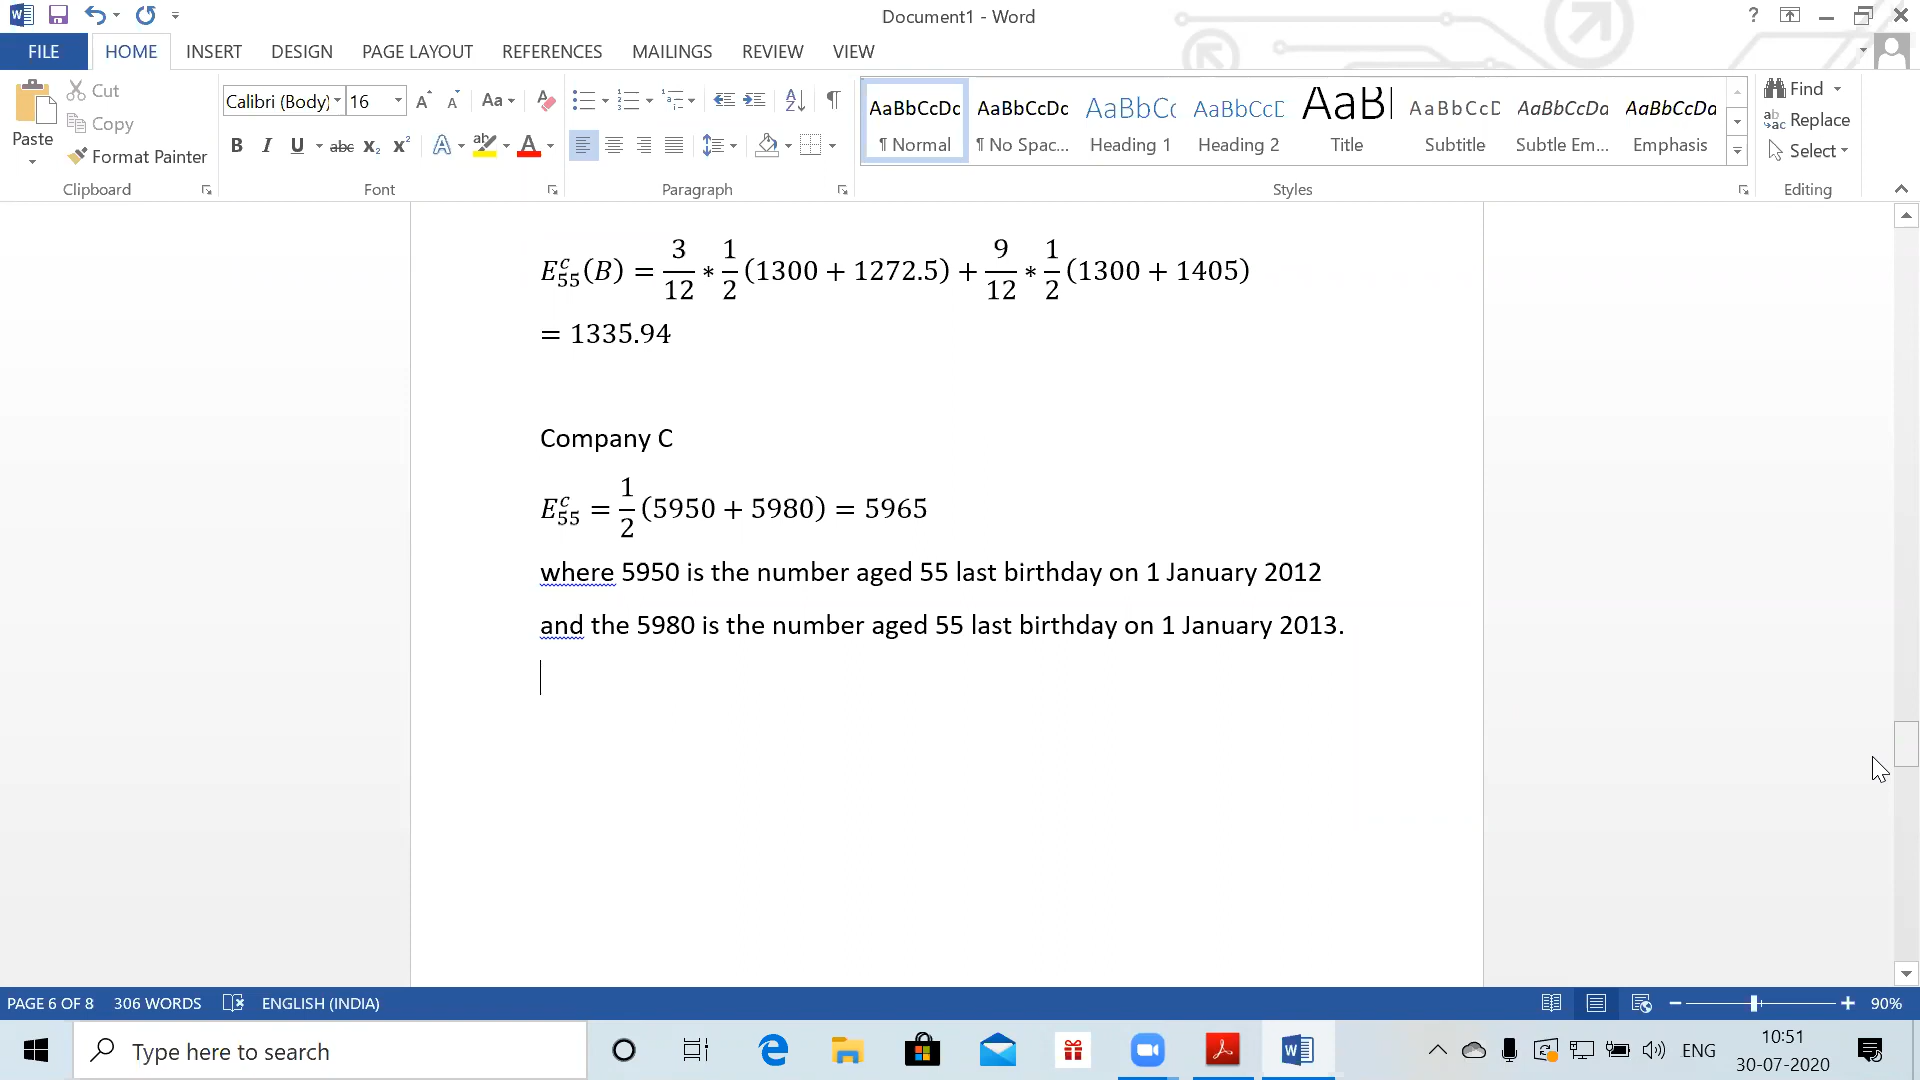 Document1 - Word
FILE HOME INSERT DESIGN PAGE LAYOUT REFERENCES MAILINGS REVIEW VIEW
Paste
Cut
Copy
Format Painter
Clipboard
Calibri (Body) 16
Font
Paragraph
AaBbCcDc AaBbCcDc AaBbCc AaBbCcD AaB AaBbCcD AaBbCcDa AaBbCcDa
¶ Normal ¶ No Spac... Heading 1 Heading 2 Title Subtitle Subtle Em... Emphasis
Styles
Find
Replace
Select
Editing
E^c_55(B) = 3/12 * 1/2 (1300 + 1272.5) + 9/12 * 1/2 (1300 + 1405)
= 1335.94
Company C
E^c_55 = 1/2 (5950 + 5980) = 5965
where 5950 is the number aged 55 last birthday on 1 January 2012
and the 5980 is the number aged 55 last birthday on 1 January 2013.
PAGE 6 OF 8 306 WORDS ENGLISH (INDIA) 90%
Type here to search
ENG
10:51
30-07-2020